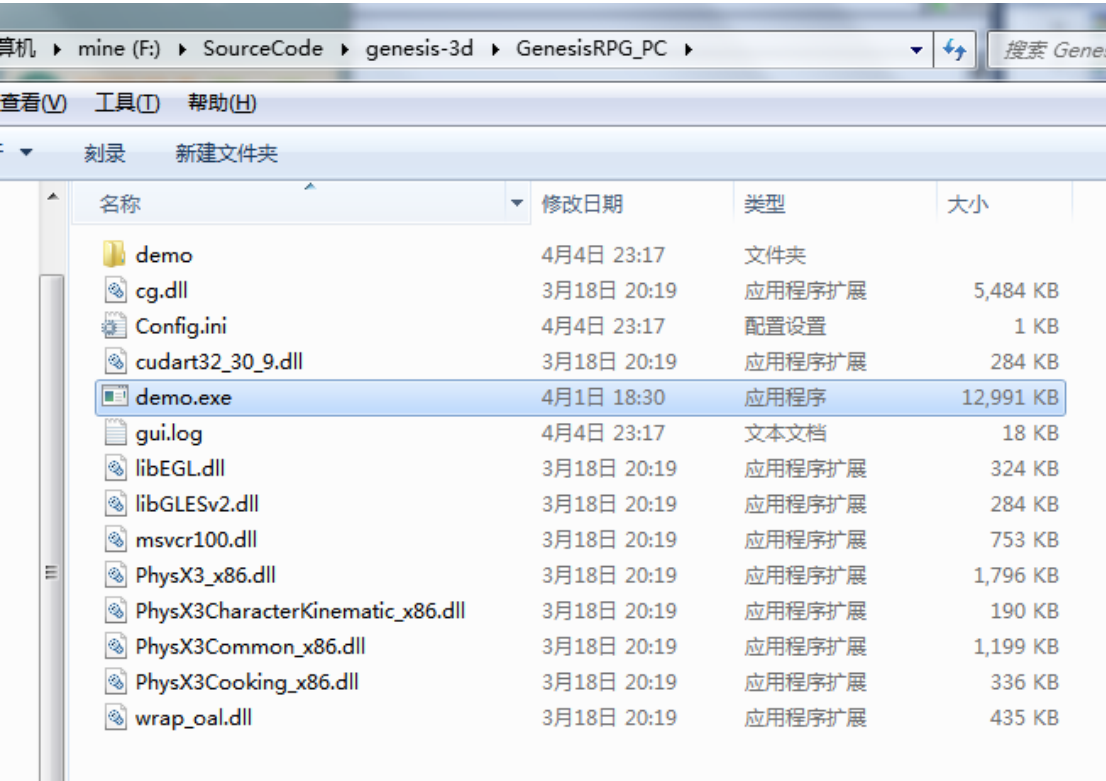 算机 ▸ mine (F:) ▸ SourceCode ▸ genesis-3d ▸ GenesisRPG_PC ▸ 搜索 Gene
查看(V) 工具(T) 帮助(H)
刻录 新建文件夹
名称 修改日期 类型 大小
demo 4月4日 23:17 文件夹
cg.dll 3月18日 20:19 应用程序扩展 5,484 KB
Config.ini 4月4日 23:17 配置设置 1 KB
cudart32_30_9.dll 3月18日 20:19 应用程序扩展 284 KB
demo.exe 4月1日 18:30 应用程序 12,991 KB
gui.log 4月4日 23:17 文本文档 18 KB
libEGL.dll 3月18日 20:19 应用程序扩展 324 KB
libGLESv2.dll 3月18日 20:19 应用程序扩展 284 KB
msvcr100.dll 3月18日 20:19 应用程序扩展 753 KB
PhysX3_x86.dll 3月18日 20:19 应用程序扩展 1,796 KB
PhysX3CharacterKinematic_x86.dll 3月18日 20:19 应用程序扩展 190 KB
PhysX3Common_x86.dll 3月18日 20:19 应用程序扩展 1,199 KB
PhysX3Cooking_x86.dll 3月18日 20:19 应用程序扩展 336 KB
wrap_oal.dll 3月18日 20:19 应用程序扩展 435 KB